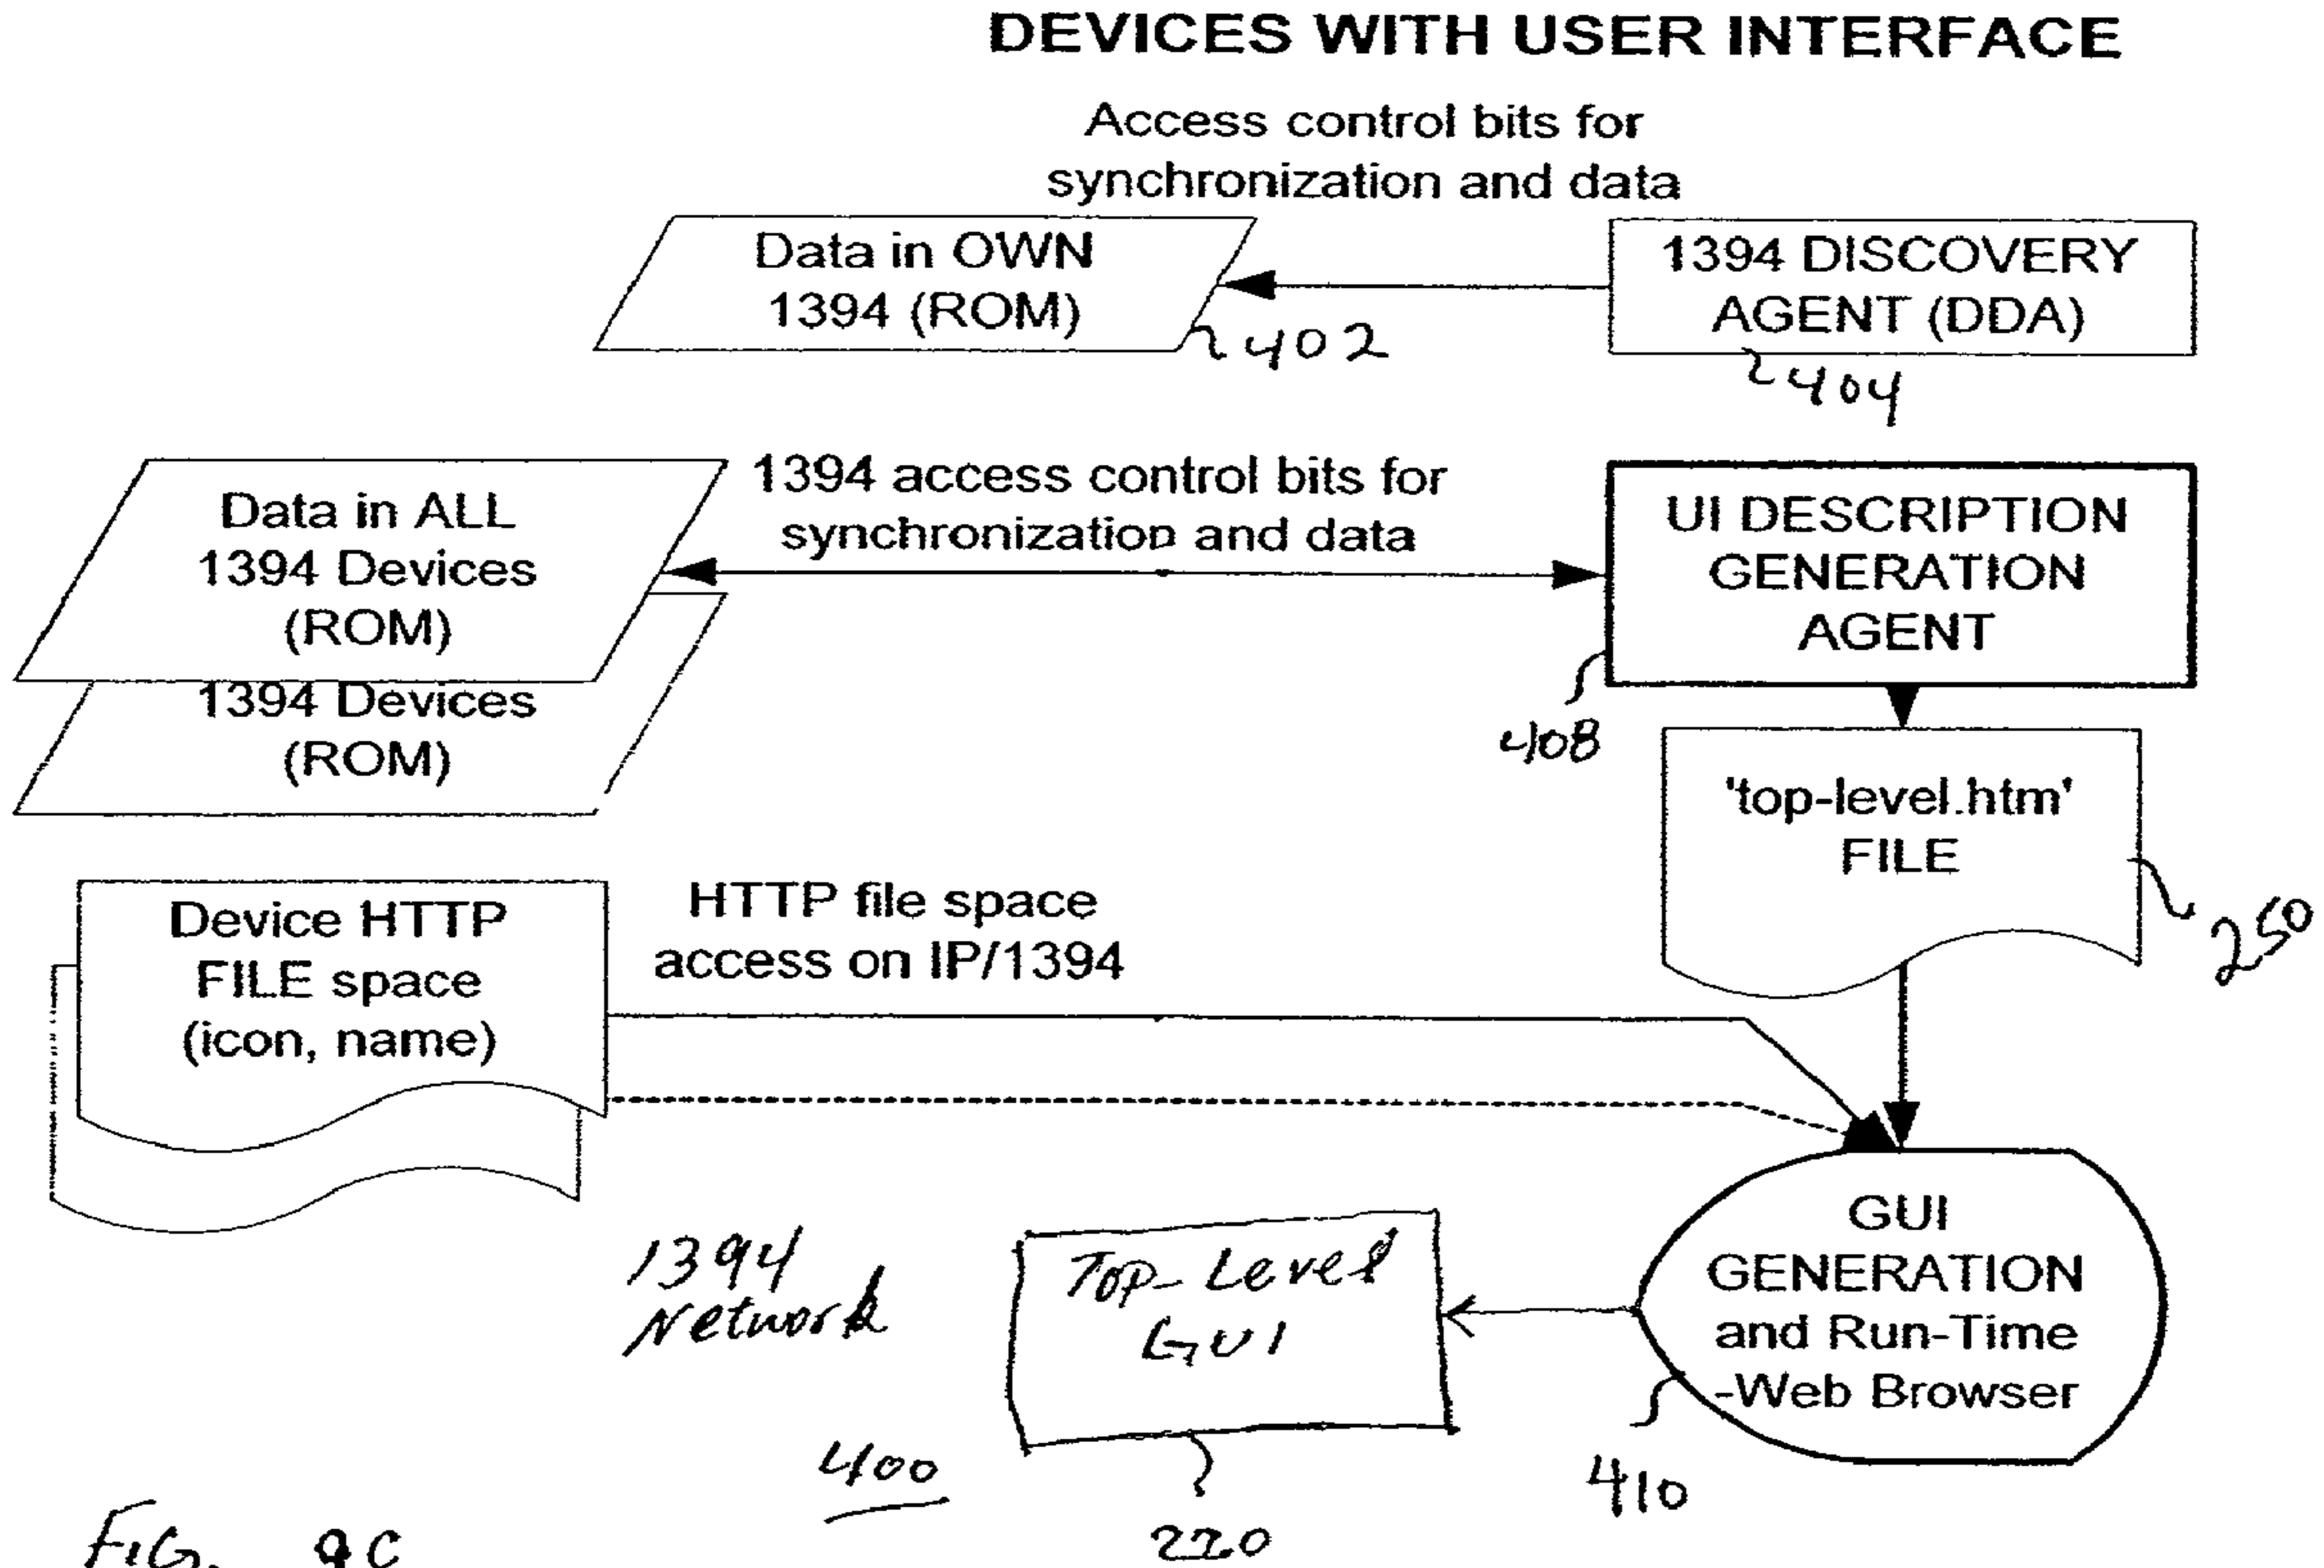 DEVICES WITH USER INTERFACE
Access control bits for
synchronization and data
Data in OWN
1394 (ROM)
402
1394 DISCOVERY
AGENT (DDA)
404
Data in ALL
1394 Devices
(ROM)
1394 Devices
(ROM)
1394 access control bits for
synchronization and data
UI DESCRIPTION
GENERATION
AGENT
408
'top-level.htm'
FILE
250
Device HTTP
FILE space
(icon, name)
HTTP file space
access on IP/1394
GUI
GENERATION
and Run-Time
-Web Browser
410
1394
Network
Top-Level
GUI
220
400
FIG. 9C